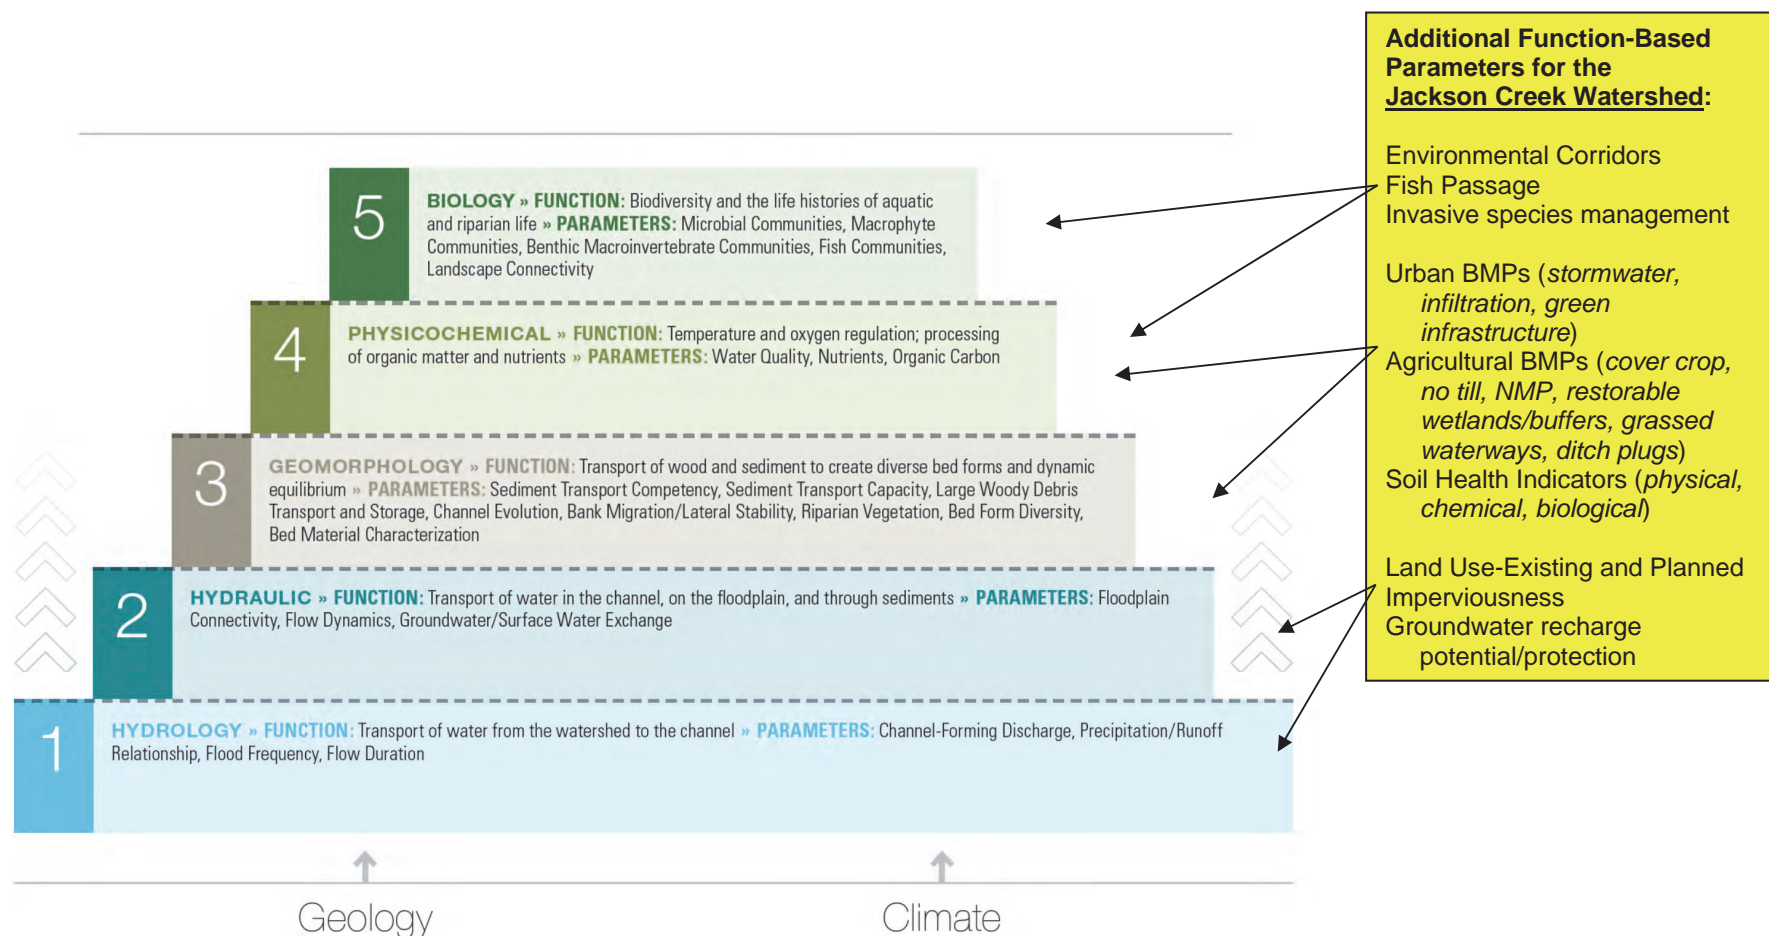 5
BIOLOGY » FUNCTION: Biodiversity and the life histories of aquatic
and riparian life » PARAMETERS: Microbial Communities, Macrophyte
Communities, Benthic Macroinvertebrate Communities, Fish Communities,
Landscape Connectivity
4
PHYSICOCHEMICAL » FUNCTION: Temperature and oxygen regulation; processing
of organic matter and nutrients » PARAMETERS: Water Quality, Nutrients, Organic Carbon
3
GEOMORPHOLOGY » FUNCTION: Transport of wood and sediment to create diverse bed forms and dynamic
equilibrium » PARAMETERS: Sediment Transport Competency, Sediment Transport Capacity, Large Woody Debris
Transport and Storage, Channel Evolution, Bank Migration/Lateral Stability, Riparian Vegetation, Bed Form Diversity,
Bed Material Characterization
2
HYDRAULIC » FUNCTION: Transport of water in the channel, on the floodplain, and through sediments » PARAMETERS: Floodplain
Connectivity, Flow Dynamics, Groundwater/Surface Water Exchange
1
HYDROLOGY » FUNCTION: Transport of water from the watershed to the channel » PARAMETERS: Channel-Forming Discharge, Precipitation/Runoff
Relationship, Flood Frequency, Flow Duration
Geology
Climate
Additional Function-Based
Parameters for the
Jackson Creek Watershed:
Environmental Corridors
Fish Passage
Invasive species management
Urban BMPs (stormwater,
infiltration, green
infrastructure)
Agricultural BMPs (cover crop,
no till, NMP, restorable
wetlands/buffers, grassed
waterways, ditch plugs)
Soil Health Indicators (physical,
chemical, biological)
Land Use-Existing and Planned
Imperviousness
Groundwater recharge
potential/protection